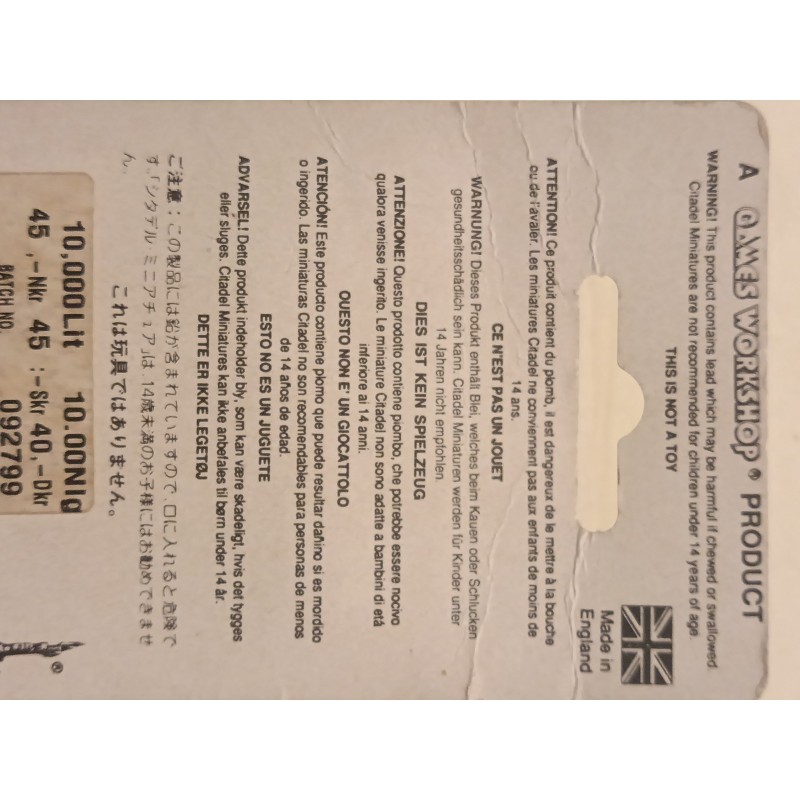 A GAMES WORKSHOP® PRODUCT
WARNING! This product contains lead which may be harmful if chewed or swallowed.
Citadel Miniatures are not recommended for children under 14 years of age.
THIS IS NOT A TOY
Made in
England
ATTENTION! Ce produit contient du plomb, il est dangereux de le mettre à la bouche
ou de l'avaler. Les miniatures Citadel ne conviennent pas aux enfants de moins de
14 ans.
CE N'EST PAS UN JOUET
WARNUNG! Dieses Produkt enthäli Blei, welches beim Kauen oder Schlucken
gesundheitsschädlich sein kann. Citadel Miniaturen werden für Kinder unter
14 Jahren nicht empfohlen.
DIES IST KEIN SPIELZEUG
ATTENZIONE! Questo prodotto contiene piombo, che potrebbe essere nocivo
qualora venisse ingerito. Le miniature Citadel non sono adatte a bambini di età
inferiore ai 14 anni.
QUESTO NON E' UN GIOCATTOLO
ATENCIÓN! Este producto contiene plomo que puede resultar dañino si es mordido
o ingerido. Las miniaturas Citadel no son recomendables para personas de menos
de 14 años de edad.
ESTO NO ES UN JUGUETE
ADVARSEL! Dette produkt indeholder bly, som kan være skadeligt, hvis det tygges
eller sluges. Citadel Miniatures kan ikke anbefales til børn under 14 år.
DETTE ER IKKE LEGETØJ
ご注意：この製品には鉛が含まれていますので、口に入れると危険で
す。「シタデル・ミニアチュア」は、14歳未満のお子様にはお勧めできませ
ん。
これは玩具ではありません。
10,000Lit 10.00Nlg
45,-Nkr 45:-Skr 40,-Dkr
BATCH NO. 092799
®